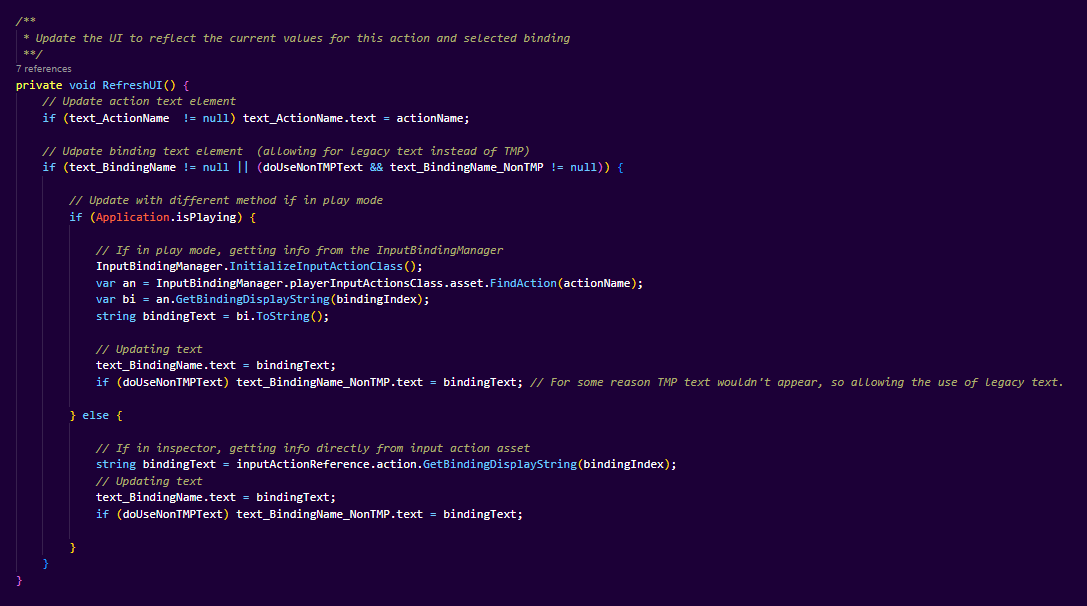 /**
* Update the UI to reflect the current values for this action and selected binding
**/
7 references
private void RefreshUI() {
// Update action text element
if (text_ActionName  != null) text_ActionName.text = actionName;
// Udpate binding text element  (allowing for legacy text instead of TMP)
if (text_BindingName != null || (doUseNonTMPText && text_BindingName_NonTMP != null)) {
// Update with different method if in play mode
if (Application.isPlaying) {
// If in play mode, getting info from the InputBindingManager
InputBindingManager.InitializeInputActionClass();
var an = InputBindingManager.playerInputActionsClass.asset.FindAction(actionName);
var bi = an.GetBindingDisplayString(bindingIndex);
string bindingText = bi.ToString();
// Updating text
text_BindingName.text = bindingText;
if (doUseNonTMPText) text_BindingName_NonTMP.text = bindingText; // For some reason TMP text wouldn't appear, so allowing the use of legacy text.
} else {
// If in inspector, getting info directly from input action asset
string bindingText = inputActionReference.action.GetBindingDisplayString(bindingIndex);
// Updating text
text_BindingName.text = bindingText;
if (doUseNonTMPText) text_BindingName_NonTMP.text = bindingText;
}
}
}